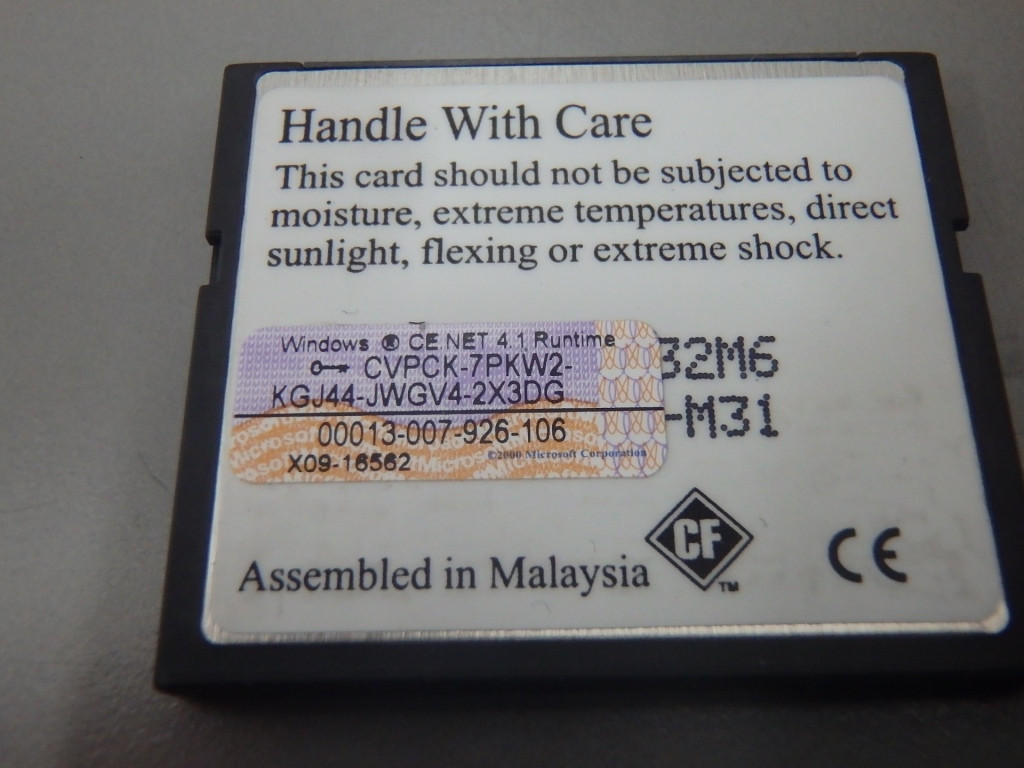 Handle With Care
This card should not be subjected to
moisture, extreme temperatures, direct
sunlight, flexing or extreme shock.
Windows ® CE.NET 4.1 Runtime
CVPCK-7PKW2-
KGJ44-JWGV4-2X3DG
00013-007-926-106
X09-16562
©2000 Microsoft Corporation
32M6
-M31
Assembled in Malaysia
CF
TM
CE